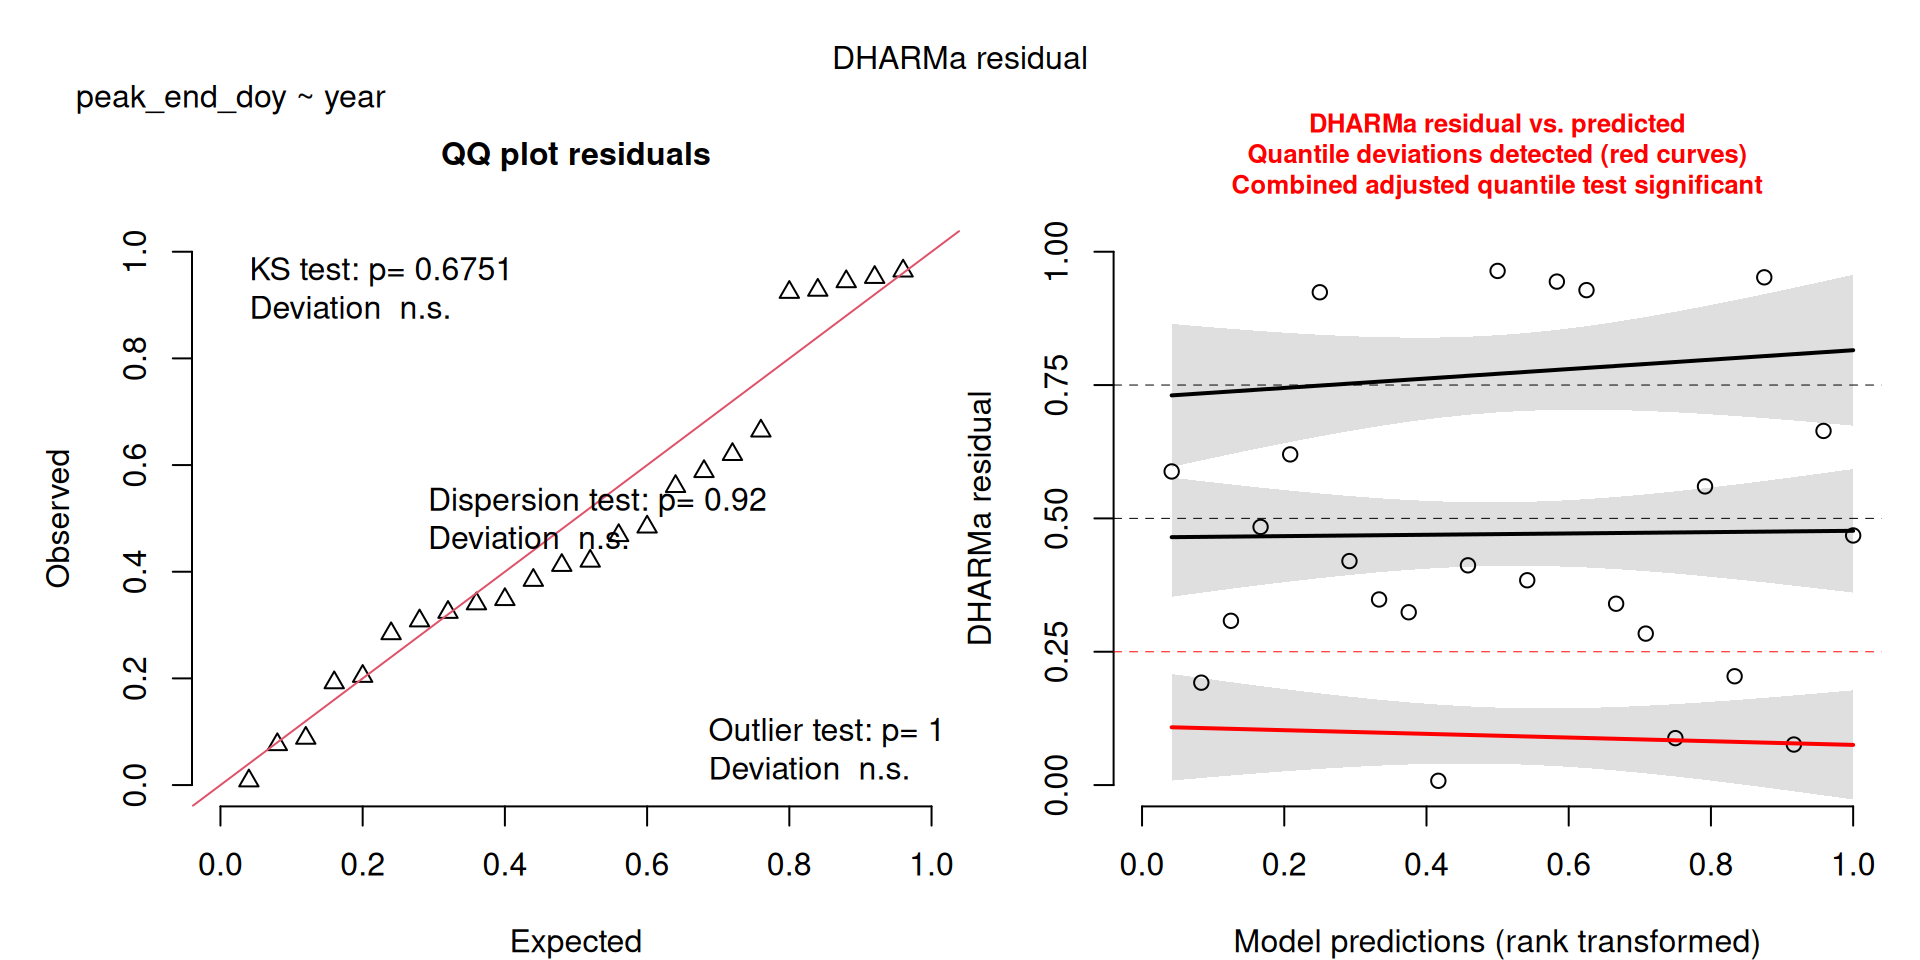 DHARMa residual
peak_end_doy ~ year
QQ plot residuals
KS test: p= 0.6751
Deviation  n.s.
Dispersion test: p= 0.92
Deviation  n.s.
Outlier test: p= 1
Deviation  n.s.
Observed
0.0
0.2
0.4
0.6
0.8
1.0
0.0 0.2 0.4 0.6 0.8 1.0
Expected
DHARMa residual vs. predicted
Quantile deviations detected (red curves)
Combined adjusted quantile test significant
DHARMa residual
0.00
0.25
0.50
0.75
1.00
0.0 0.2 0.4 0.6 0.8 1.0
Model predictions (rank transformed)